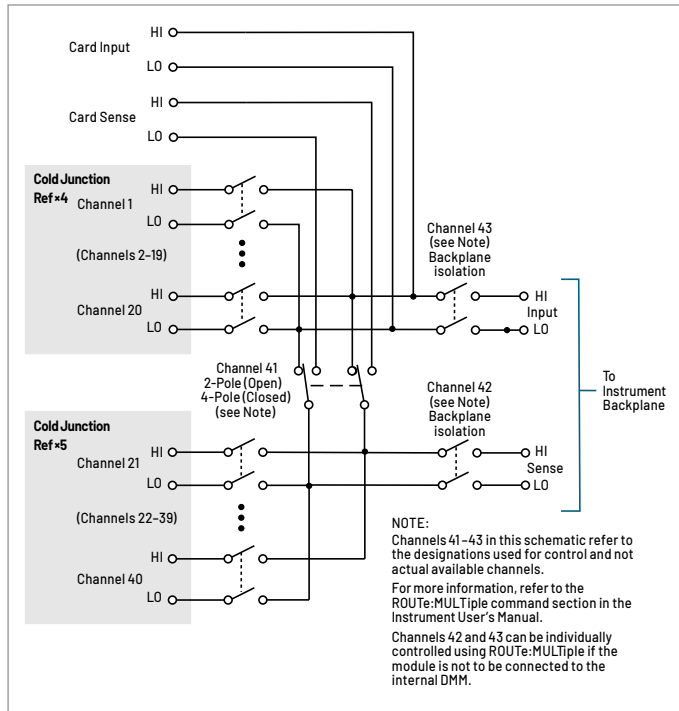 HI
Card Input
LO
HI
Card Sense
LO
Cold Junction
Ref×4
HI
Channel 1
LO
(Channels 2–19)
HI
Channel 20
LO
Channel 43
(see Note)
Backplane
isolation
HI
Input
LO
Channel 41
2-Pole (Open)
4-Pole (Closed)
(see Note)
To
Instrument
Backplane
Channel 42
(see Note)
Backplane
isolation
Cold Junction
Ref×5
HI
Channel 21
LO
HI
Sense
LO
(Channels 22–39)
HI
Channel 40
LO
NOTE:
Channels 41–43 in this schematic refer to
the designations used for control and not
actual available channels.
For more information, refer to the
ROUTe:MULTiple command section in the
Instrument User's Manual.
Channels 42 and 43 can be individually
controlled using ROUTe:MULTiple if the
module is not to be connected to the
internal DMM.